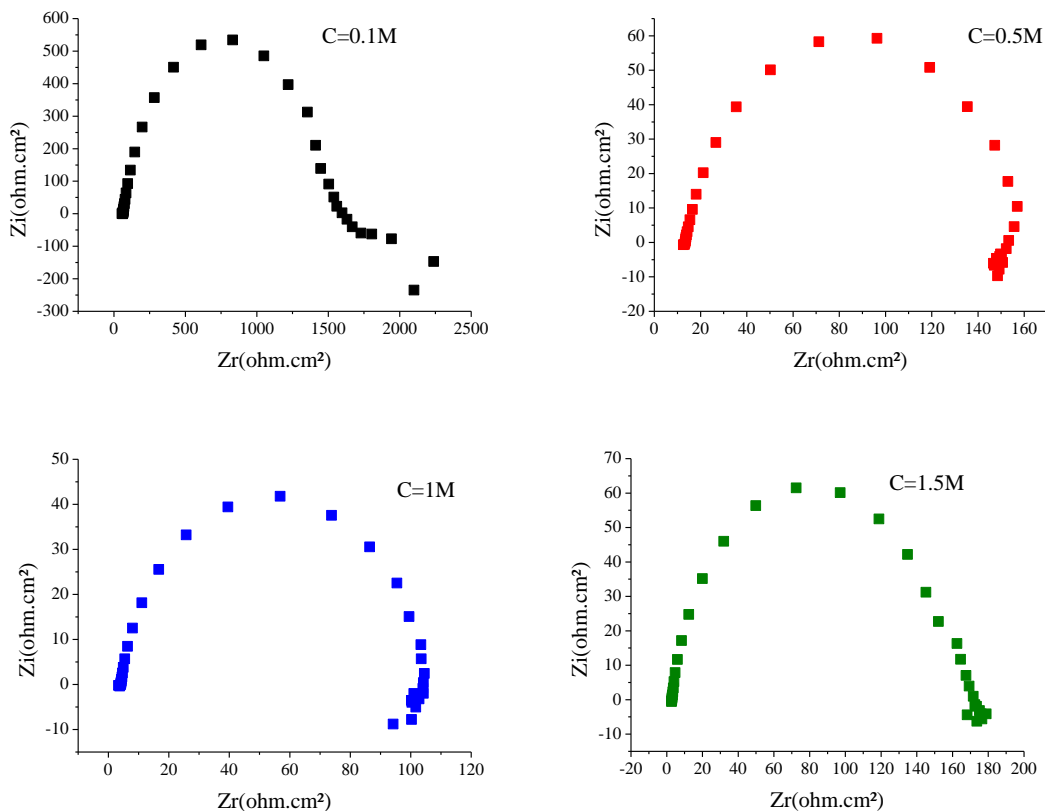 600
500
400
300
200
100
0
-100
-200
-300
Zi(ohm.cm²)
C=0.1M
0 500 1000 1500 2000 2500
Zr(ohm.cm²)
60
50
40
30
20
10
0
-10
-20
Zi(ohm.cm²)
C=0.5M
0 20 40 60 80 100 120 140 160
Zr(ohm.cm²)
50
40
30
20
10
0
-10
Zi(ohm.cm²)
C=1M
0 20 40 60 80 100 120
Zr(ohm.cm²)
70
60
50
40
30
20
10
0
-10
Zi(ohm.cm²)
C=1.5M
-20 0 20 40 60 80 100 120 140 160 180 200
Zr(ohm.cm²)